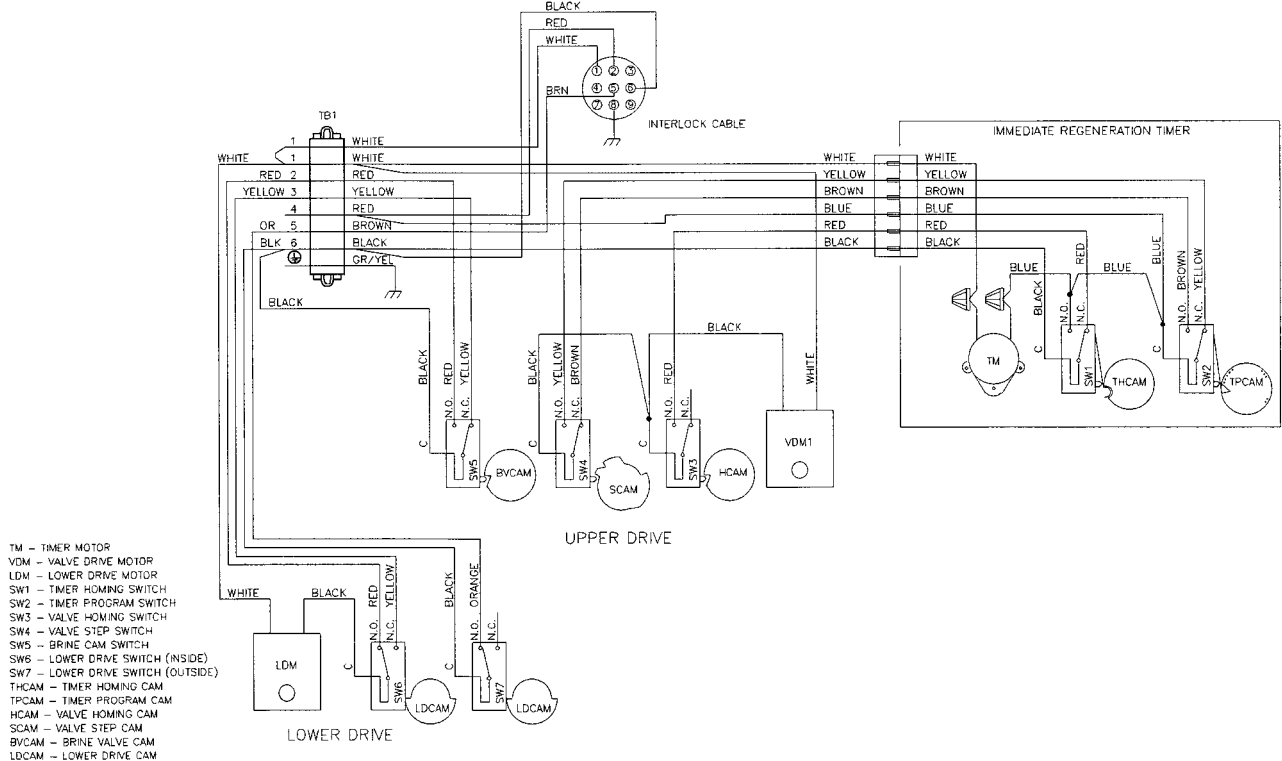 BLACK
RED
WHITE
1 2 3
4 5 6
7 8 9
BRN
INTERLOCK CABLE
TB1
IMMEDIATE REGENERATION TIMER
1 WHITE
WHITE 1 WHITE
RED 2 RED
YELLOW 3 YELLOW
4 RED
OR 5 BROWN
BLK 6 BLACK
GR/YEL
BLACK
WHITE WHITE
YELLOW YELLOW
BROWN BROWN
BLUE BLUE
RED RED
BLACK BLACK
BLUE
BLACK
RED
BLUE
BLUE
BROWN
YELLOW
N.O.
N.C.
N.O.
N.C.
C
C
TM
SW1
THCAM
SW2
TPCAM
BLACK
RED
YELLOW
BLACK
YELLOW
BROWN
RED
BLACK
WHITE
N.O.
N.C.
N.O.
N.C.
N.O.
N.C.
C
C
C
SW5
BVCAM
SW4
SCAM
SW3
HCAM
VDM1
UPPER DRIVE
WHITE
BLACK
RED
YELLOW
BLACK
ORANGE
N.O.
N.C.
N.O.
N.C.
C
C
LDM
SW6
LDCAM
SW7
LDCAM
LOWER DRIVE
TM – TIMER MOTOR
VDM – VALVE DRIVE MOTOR
LDM – LOWER DRIVE MOTOR
SW1 – TIMER HOMING SWITCH
SW2 – TIMER PROGRAM SWITCH
SW3 – VALVE HOMING SWITCH
SW4 – VALVE STEP SWITCH
SW5 – BRINE CAM SWITCH
SW6 – LOWER DRIVE SWITCH (INSIDE)
SW7 – LOWER DRIVE SWITCH (OUTSIDE)
THCAM – TIMER HOMING CAM
TPCAM – TIMER PROGRAM CAM
HCAM – VALVE HOMING CAM
SCAM – VALVE STEP CAM
BVCAM – BRINE VALVE CAM
LDCAM – LOWER DRIVE CAM